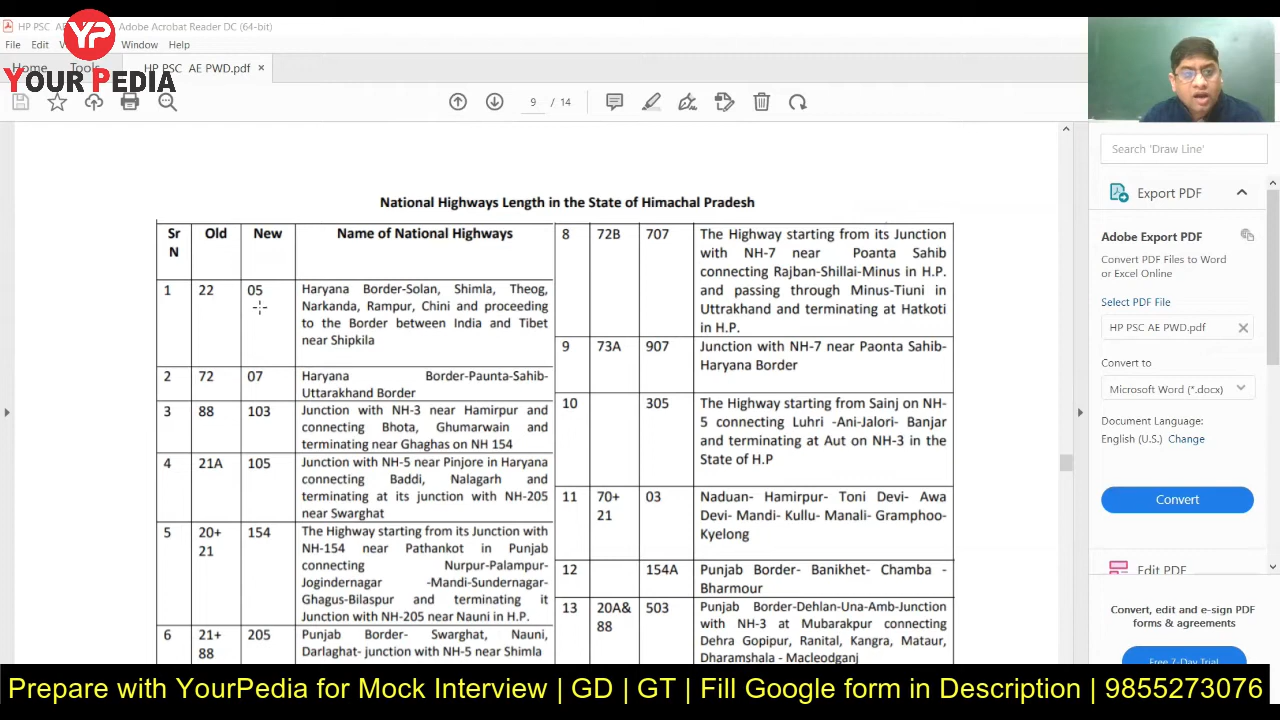 HP PSC AE
Adobe Acrobat Reader DC (64-bit)
File Edit V Window Help
YP
YOUR PEDIA
Home Tools HP PSC AE PWD.pdf ×
9 / 14
Search 'Draw Line'
Export PDF
Adobe Export PDF
Convert PDF Files to Word
or Excel Online
Select PDF File
HP PSC AE PWD.pdf
Convert to
Microsoft Word (*.docx)
Document Language:
English (U.S.) Change
Convert
Edit PDF
Convert, edit and e-sign PDF
forms & agreements
Free 7-Day Trial
National Highways Length in the State of Himachal Pradesh
Sr N Old New Name of National Highways
1 22 05 Haryana Border-Solan, Shimla, Theog,
Narkanda, Rampur, Chini and proceeding
to the Border between India and Tibet
near Shipkila
2 72 07 Haryana Border-Paunta-Sahib-
Uttarakhand Border
3 88 103 Junction with NH-3 near Hamirpur and
connecting Bhota, Ghumarwain and
terminating near Ghaghas on NH 154
4 21A 105 Junction with NH-5 near Pinjore in Haryana
connecting Baddi, Nalagarh and
terminating at its junction with NH-205
near Swarghat
5 20+ 21 154 The Highway starting from its Junction with
NH-154 near Pathankot in Punjab
connecting Nurpur-Palampur-
Jogindernagar -Mandi-Sundernagar-
Ghagus-Bilaspur and terminating it
Junction with NH-205 near Nauni in H.P.
6 21+ 88 205 Punjab Border- Swarghat, Nauni,
Darlaghat- junction with NH-5 near Shimla
8 72B 707 The Highway starting from its Junction
with NH-7 near Poanta Sahib
connecting Rajban-Shillai-Minus in H.P.
and passing through Minus-Tiuni in
Uttrakhand and terminating at Hatkoti
in H.P.
9 73A 907 Junction with NH-7 near Paonta Sahib-
Haryana Border
10 305 The Highway starting from Sainj on NH-
5 connecting Luhri -Ani-Jalori- Banjar
and terminating at Aut on NH-3 in the
State of H.P
11 70+ 21 03 Naduan- Hamirpur- Toni Devi- Awa
Devi- Mandi- Kullu- Manali- Gramphoo-
Kyelong
12 154A Punjab Border- Banikhet- Chamba -
Bharmour
13 20A& 88 503 Punjab Border-Dehlan-Una-Amb-Junction
with NH-3 at Mubarakpur connecting
Dehra Gopipur, Ranital, Kangra, Mataur,
Dharamshala - Macleodganj
Prepare with YourPedia for Mock Interview | GD | GT | Fill Google form in Description | 9855273076